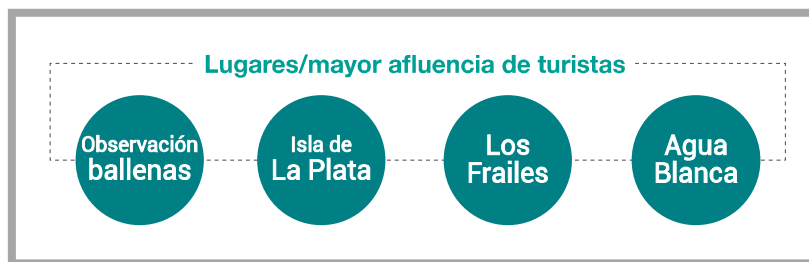 Lugares/mayor afluencia de turistas
Observación
ballenas
Isla de
La Plata
Los
Frailes
Agua
Blanca